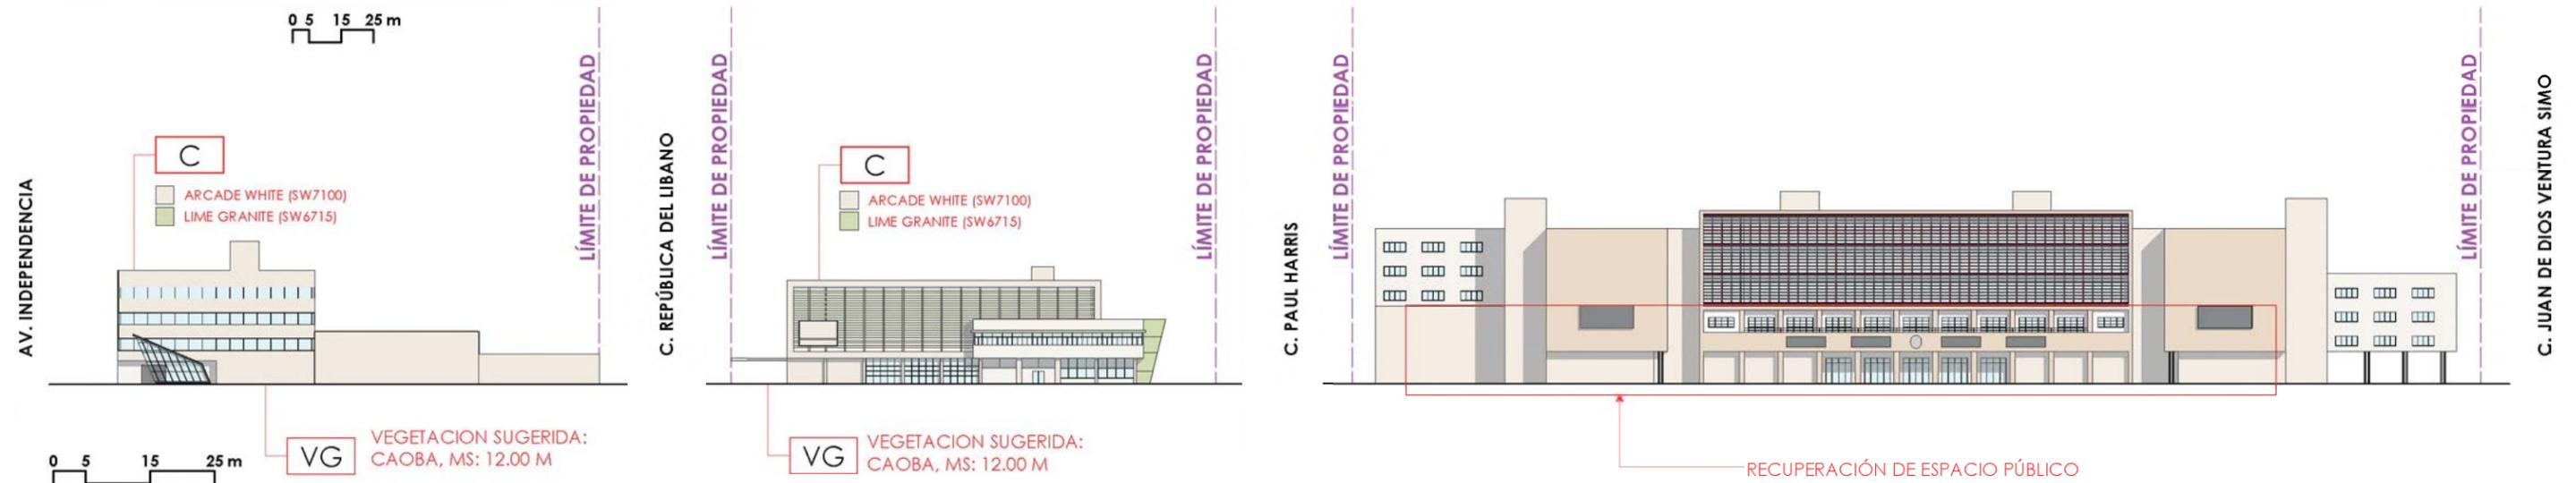 0 5 15 25 m
AV. INDEPENDENCIA
C
ARCADE WHITE (SW7100)
LIME GRANITE (SW6715)
LÍMITE DE PROPIEDAD
VG
VEGETACION SUGERIDA:
CAOBA, MS: 12.00 M
0 5 15 25 m
C. REPÚBLICA DEL LIBANO
LÍMITE DE PROPIEDAD
C
ARCADE WHITE (SW7100)
LIME GRANITE (SW6715)
LÍMITE DE PROPIEDAD
VG
VEGETACION SUGERIDA:
CAOBA, MS: 12.00 M
C. PAUL HARRIS
LÍMITE DE PROPIEDAD
LÍMITE DE PROPIEDAD
C. JUAN DE DIOS VENTURA SIMO
RECUPERACIÓN DE ESPACIO PÚBLICO